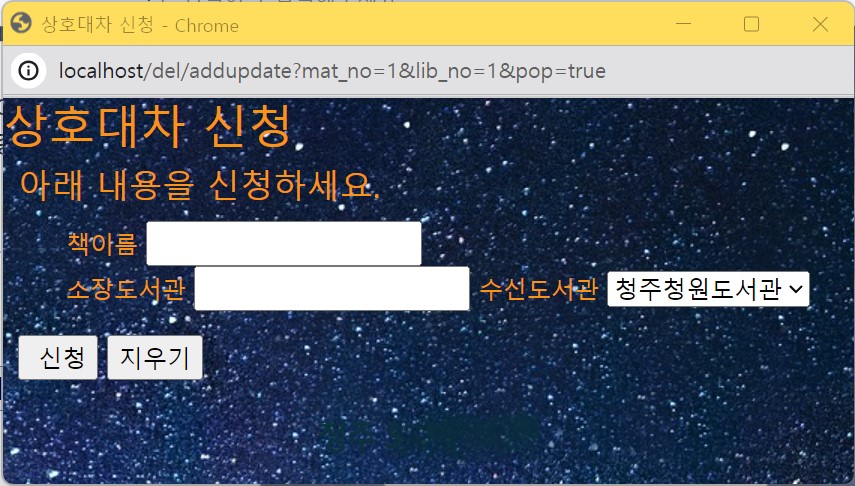 상호대차 신청 - Chrome
localhost/del/addupdate?mat_no=1&lib_no=1&pop=true
상호대차 신청
아래 내용을 신청하세요.
책아름
소장도서관 수선도서관 청주청원도서관
신청 지우기